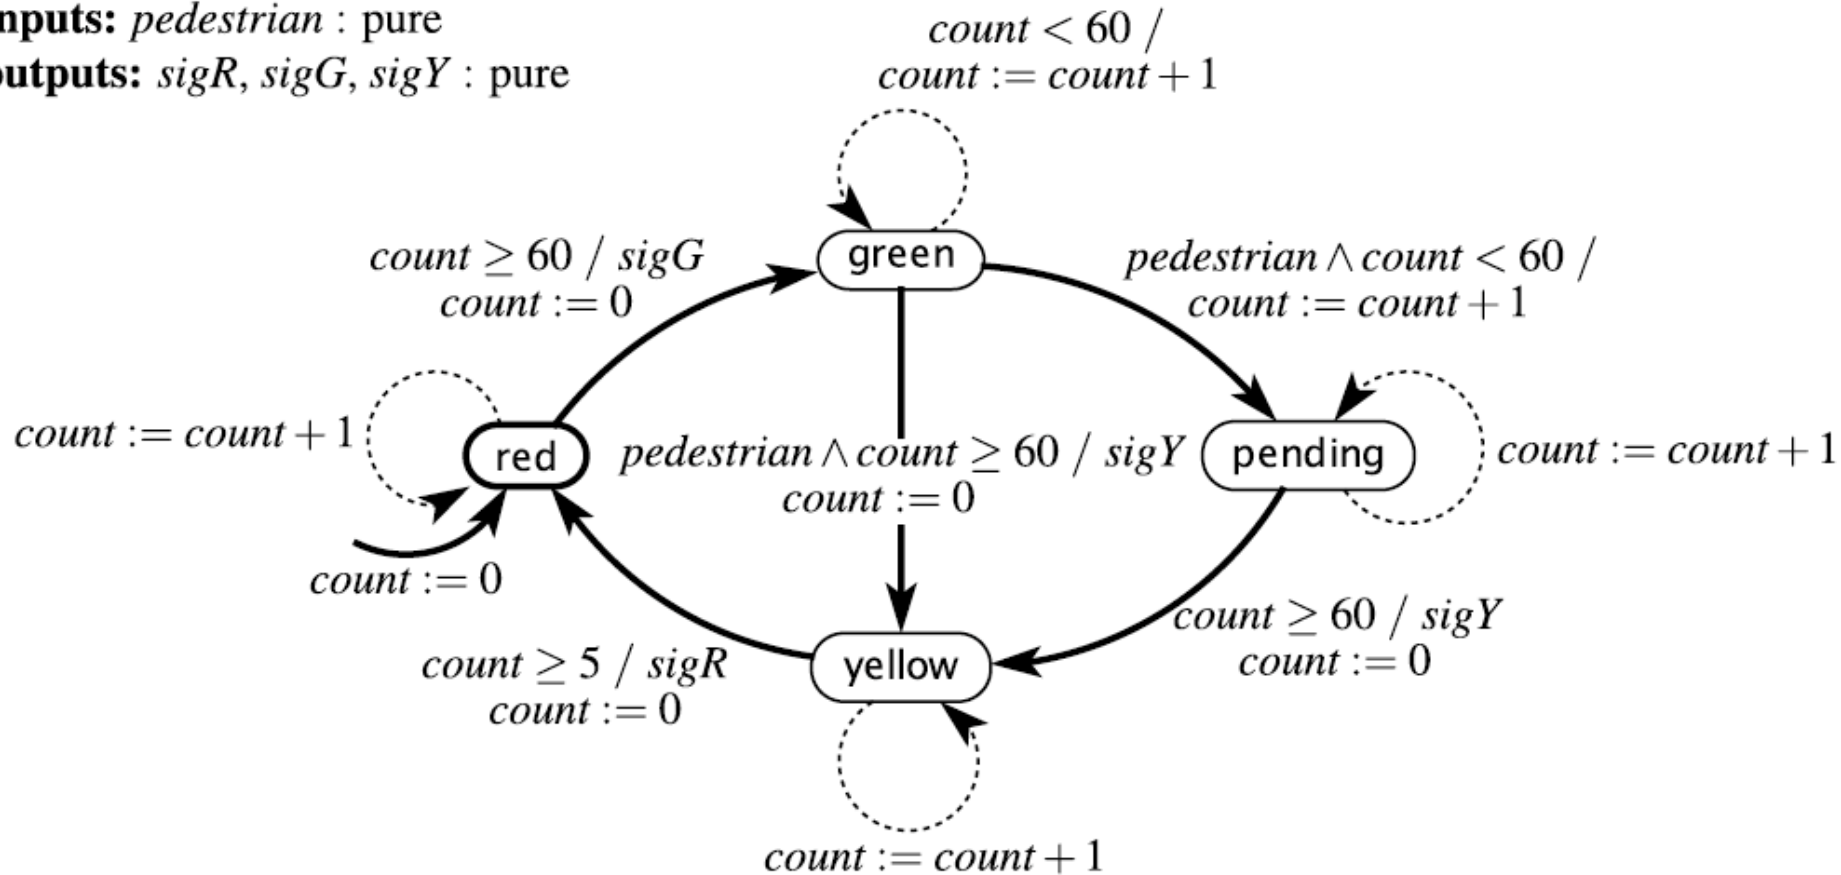 nputs: pedestrian : pure
outputs: sigR, sigG, sigY : pure
count < 60 /
count := count + 1
green
count ≥ 60 / sigG
count := 0
pedestrian ∧ count < 60 /
count := count + 1
count := count + 1
red
pedestrian ∧ count ≥ 60 / sigY
count := 0
pending
count := count + 1
count := 0
count ≥ 60 / sigY
count := 0
count ≥ 5 / sigR
count := 0
yellow
count := count + 1